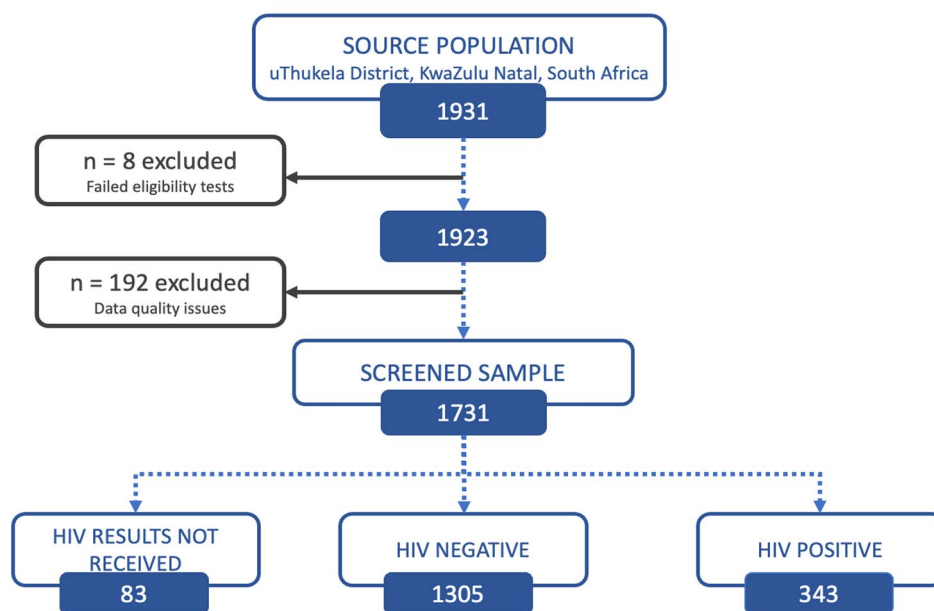 SOURCE POPULATION
uThukela District, KwaZulu Natal, South Africa
1931
n = 8 excluded
Failed eligibility tests
1923
n = 192 excluded
Data quality issues
SCREENED SAMPLE
1731
HIV RESULTS NOT
RECEIVED
83
HIV NEGATIVE
1305
HIV POSITIVE
343